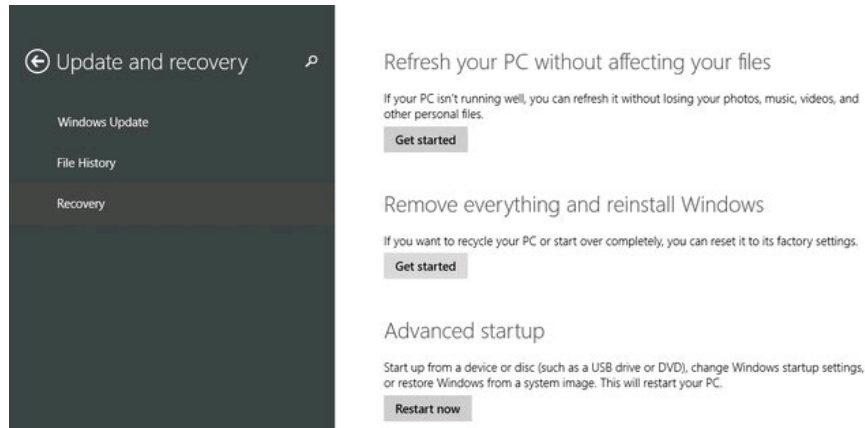 Update and recovery
Windows Update
File History
Recovery
Refresh your PC without affecting your files
If your PC isn't running well, you can refresh it without losing your photos, music, videos, and
other personal files.
Get started
Remove everything and reinstall Windows
If you want to recycle your PC or start over completely, you can reset it to its factory settings.
Get started
Advanced startup
Start up from a device or disc (such as a USB drive or DVD), change Windows startup settings,
or restore Windows from a system image. This will restart your PC.
Restart now